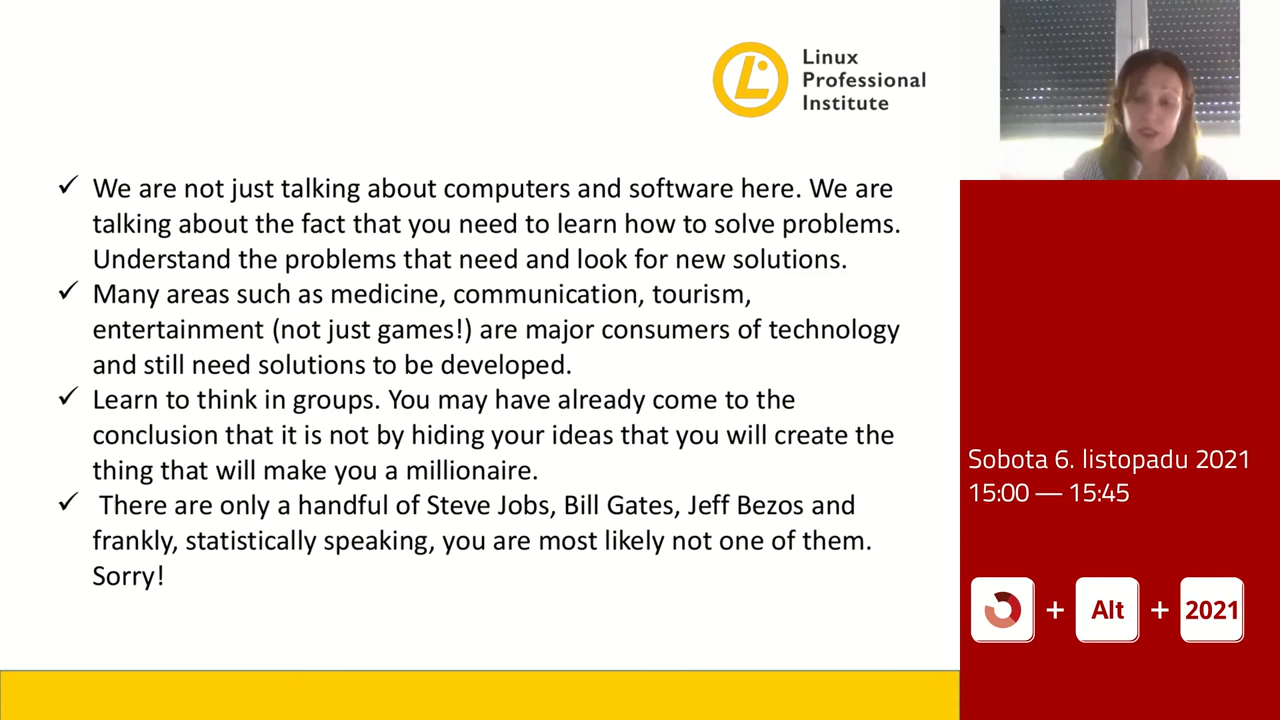 Linux
Professional
Institute
✓ We are not just talking about computers and software here. We are
talking about the fact that you need to learn how to solve problems.
Understand the problems that need and look for new solutions.
✓ Many areas such as medicine, communication, tourism,
entertainment (not just games!) are major consumers of technology
and still need solutions to be developed.
✓ Learn to think in groups. You may have already come to the
conclusion that it is not by hiding your ideas that you will create the
thing that will make you a millionaire.
✓ There are only a handful of Steve Jobs, Bill Gates, Jeff Bezos and
frankly, statistically speaking, you are most likely not one of them.
Sorry!
Sobota 6. listopadu 2021
15:00 — 15:45
+ Alt + 2021